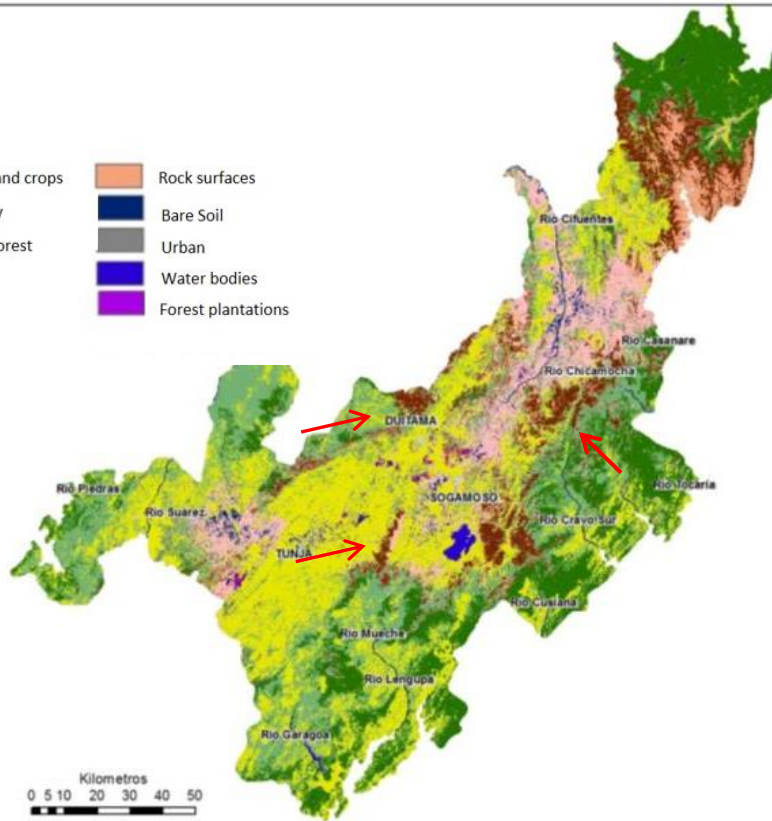 and crops
Rock surfaces
Bare Soil
Urban
Water bodies
Forest plantations
Rio Cifuentes
Rio Casanare
Rio Chicamocha
DUITAMA
Rio Piedras
SOGAMOSO
Rio Tocaria
Rio Suarez
Rio Cravo Sur
TUNJA
Rio Cusiana
Rio Mueche
Rio Lengupa
Rio Garagoa
Kilometros
0 5 10 20 30 40 50